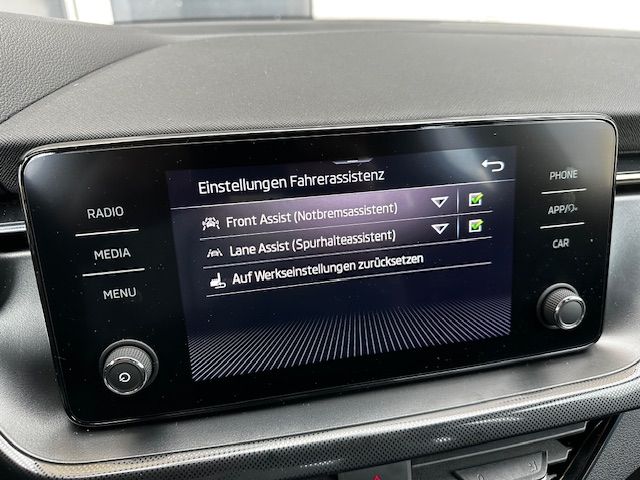 Einstellungen Fahrerassistenz
Front Assist (Notbremsassistent)
Lane Assist (Spurhalteassistent)
Auf Werkseinstellungen zurücksetzen
RADIO
MEDIA
MENU
PHONE
APP/
CAR